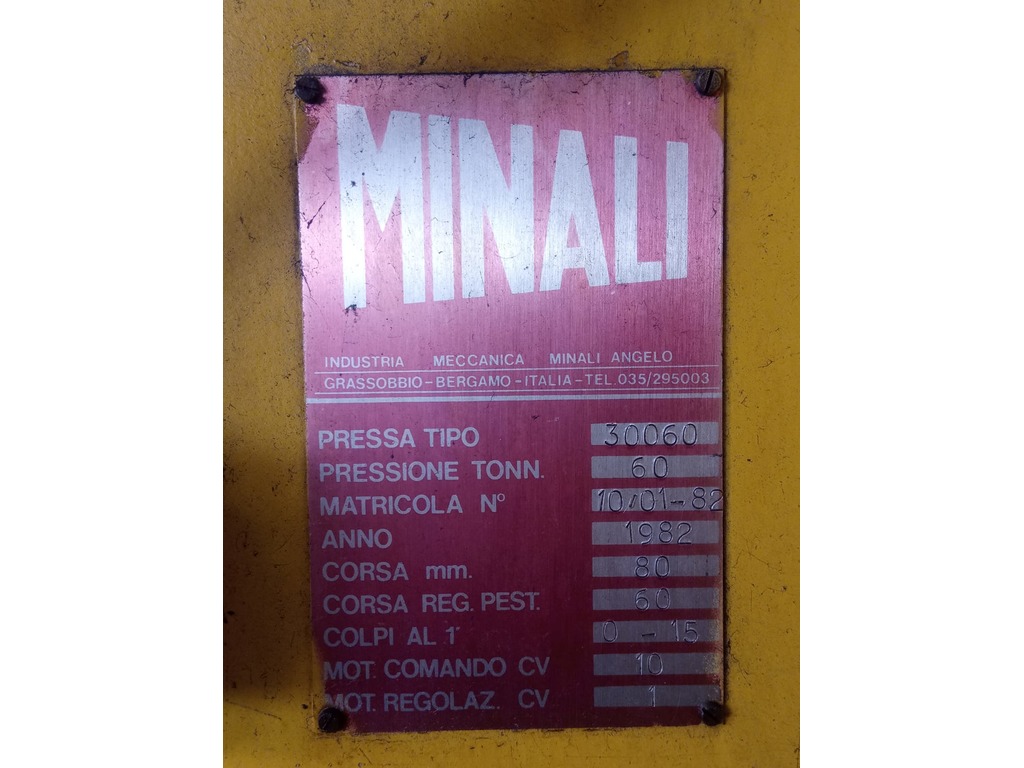 MINALI
INDUSTRIA MECCANICA MINALI ANGELO
GRASSOBBIO-BERGAMO-ITALIA-TEL.035/295003
PRESSA TIPO 30060
PRESSIONE TONN. 60
MATRICOLA N° 10/01-82
ANNO 1982
CORSA mm. 80
CORSA REG. PEST. 60
COLPI AL 1' 0 - 15
MOT. COMANDO CV 10
MOT. REGOLAZ. CV 1